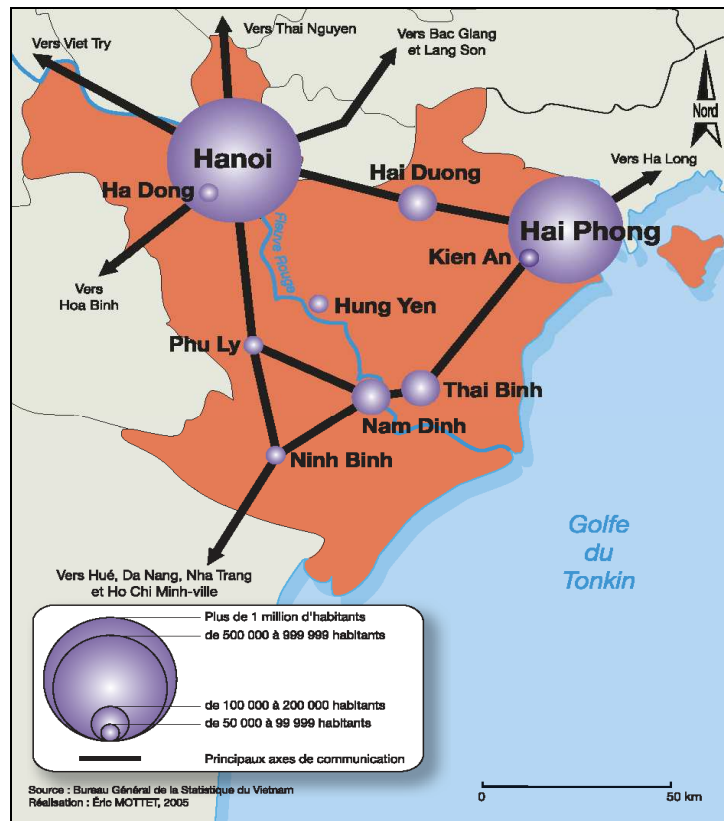 Vers Thai Nguyen
Vers Viet Try
Vers Bac Giang
et Lang Son
Nord
Hanoi
Hai Duong
Vers Ha Long
Ha Dong
Hai Phong
Kien An
Fleuve Rouge
Vers
Hoa Binh
Hung Yen
Phu Ly
Thai Binh
Nam Dinh
Ninh Binh
Golfe
du
Tonkin
Vers Hué, Da Nang, Nha Trang
et Ho Chi Minh-ville
Plus de 1 million d'habitants
de 500 000 à 999 999 habitants
de 100 000 à 200 000 habitants
de 50 000 à 99 999 habitants
Principaux axes de communication
Source : Bureau Général de la Statistique du Vietnam
Réalisation : Éric MOTTET, 2005
0
50 km